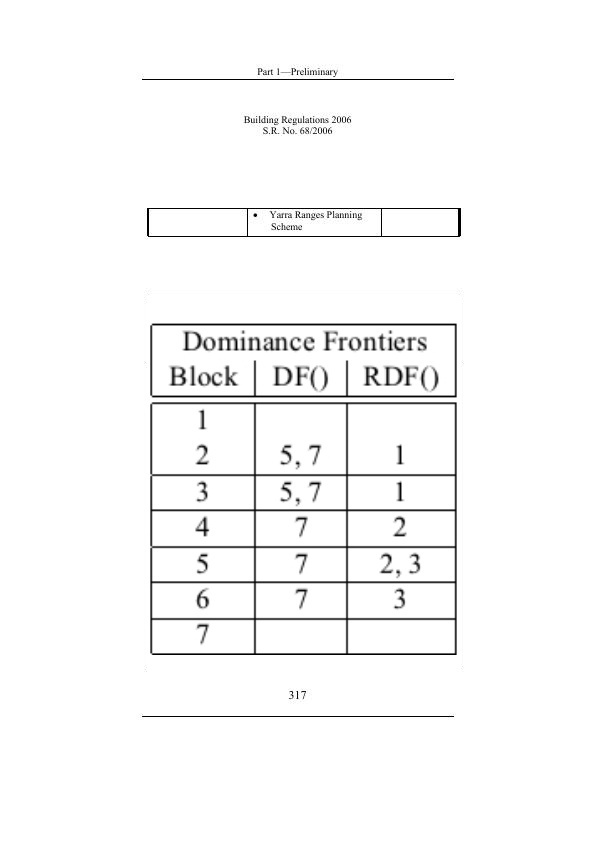 Part 1—Preliminary
Building Regulations 2006
S.R. No. 68/2006
• Yarra Ranges Planning
Scheme
Dominance Frontiers
Block DF() RDF()
1
2 5, 7 1
3 5, 7 1
4 7 2
5 7 2, 3
6 7 3
7
317